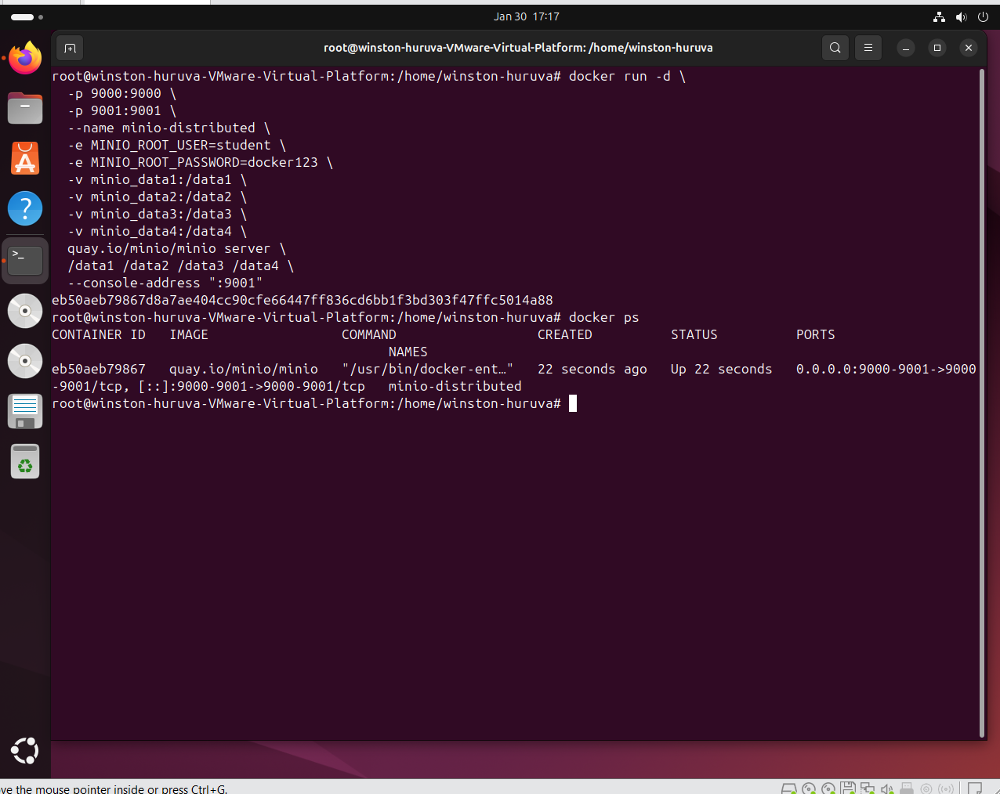 Jan 30 17:17
root@winston-huruva-VMware-Virtual-Platform: /home/winston-huruva
root@winston-huruva-VMware-Virtual-Platform:/home/winston-huruva# docker run -d \
  -p 9000:9000 \
  -p 9001:9001 \
  --name minio-distributed \
  -e MINIO_ROOT_USER=student \
  -e MINIO_ROOT_PASSWORD=docker123 \
  -v minio_data1:/data1 \
  -v minio_data2:/data2 \
  -v minio_data3:/data3 \
  -v minio_data4:/data4 \
  quay.io/minio/minio server \
  /data1 /data2 /data3 /data4 \
  --console-address ":9001"
eb50aeb79867d8a7ae404cc90cfe66447ff836cd6bb1f3bd303f47ffc5014a88
root@winston-huruva-VMware-Virtual-Platform:/home/winston-huruva# docker ps
CONTAINER ID   IMAGE                 COMMAND                  CREATED          STATUS          PORTS
                                           NAMES
eb50aeb79867   quay.io/minio/minio   "/usr/bin/docker-ent…"   22 seconds ago   Up 22 seconds   0.0.0.0:9000-9001->9000
-9001/tcp, [::]:9000-9001->9000-9001/tcp   minio-distributed
root@winston-huruva-VMware-Virtual-Platform:/home/winston-huruva#
ve the mouse pointer inside or press Ctrl+G.